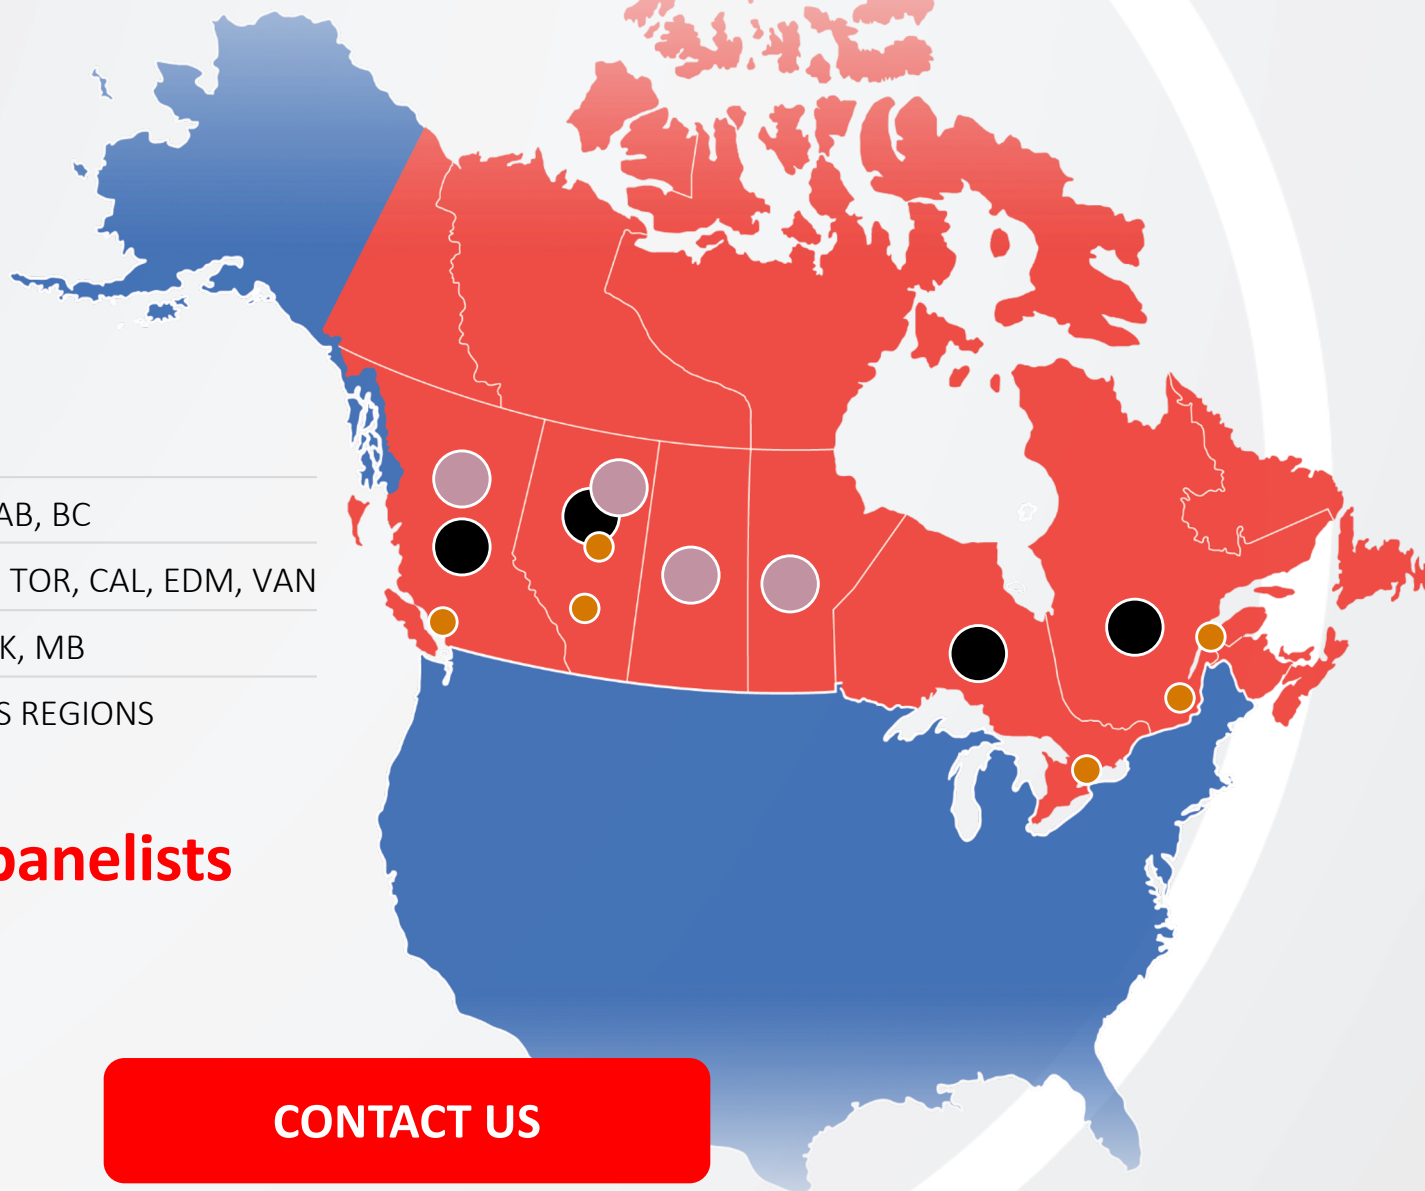 AB, BC
TOR, CAL, EDM, VAN
K, MB
S REGIONS
panelists
CONTACT US